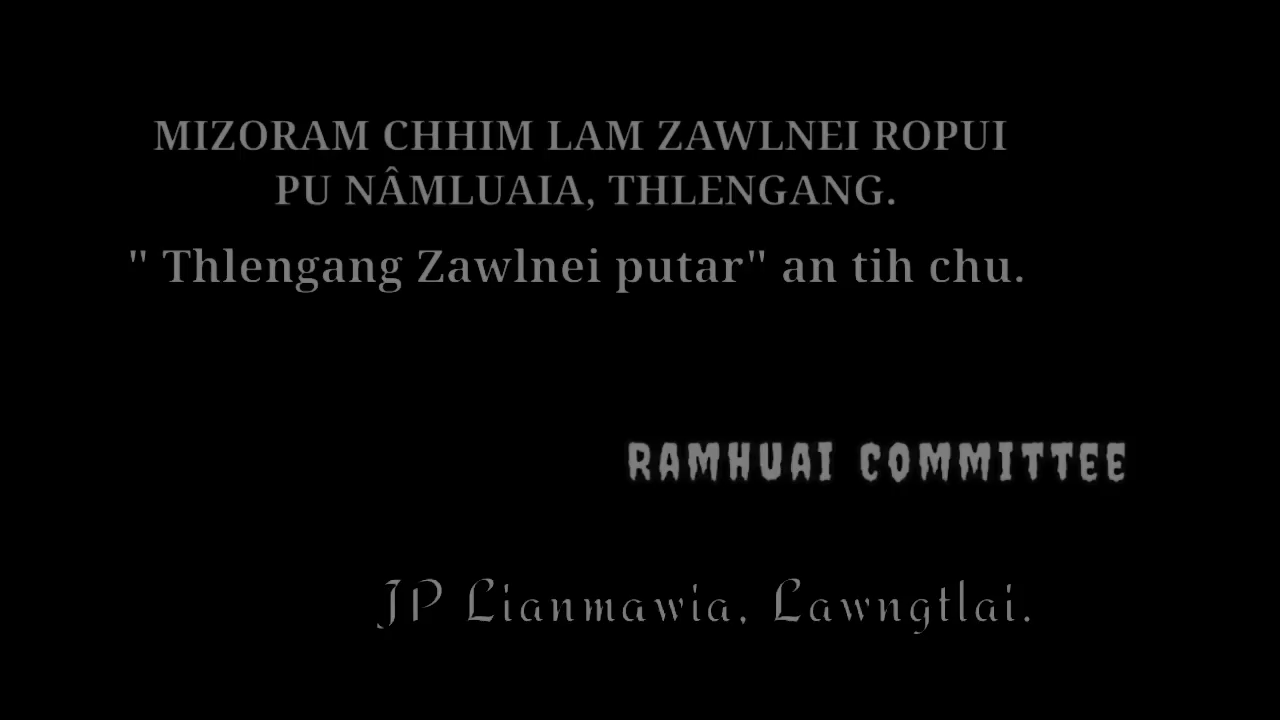 MIZORAM CHHIM LAM ZAWLNEI ROPUI
PU NÂMLUAIA, THLENGANG.
" Thlengang Zawlnei putar" an tih chu.
RAMHUAI COMMITTEE
JP Lianmawia, Lawngtlai.